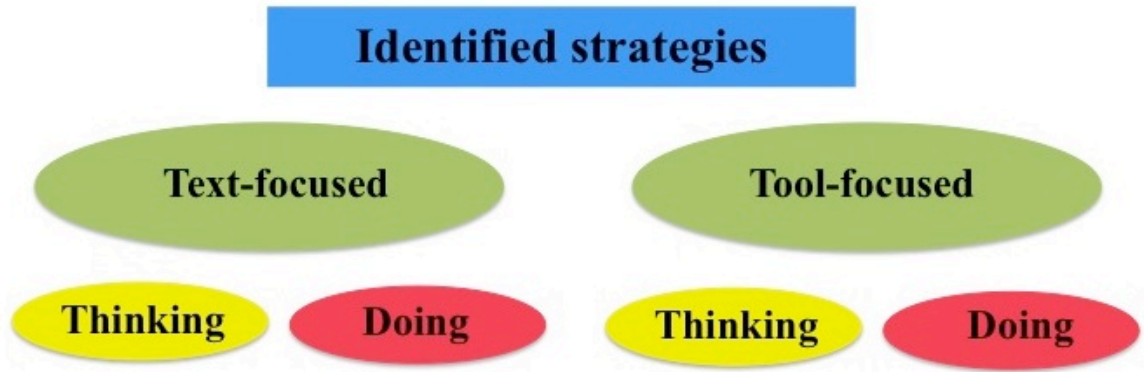 Identified strategies
Text-focused
Tool-focused
Thinking
Doing
Thinking
Doing